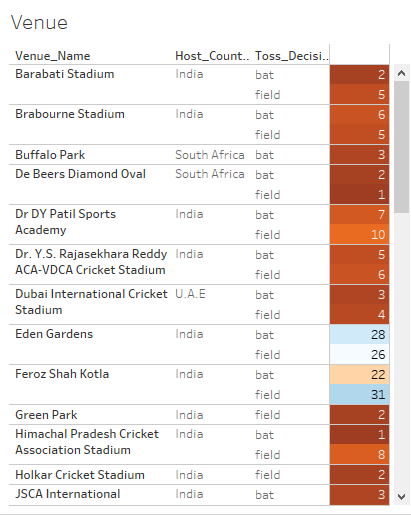 Venue
Venue_Name Host_Count.. Toss_Decisi..
Barabati Stadium India bat 2
field 5
Brabourne Stadium India bat 6
field 5
Buffalo Park South Africa bat 3
De Beers Diamond Oval South Africa bat 2
field 1
Dr DY Patil Sports India bat 7
Academy field 10
Dr. Y.S. Rajasekhara Reddy India bat 5
ACA-VDCA Cricket Stadium field 6
Dubai International Cricket U.A.E bat 3
Stadium field 4
Eden Gardens India bat 28
field 26
Feroz Shah Kotla India bat 22
field 31
Green Park India field 2
Himachal Pradesh Cricket India bat 1
Association Stadium field 8
Holkar Cricket Stadium India field 2
JSCA International India bat 3